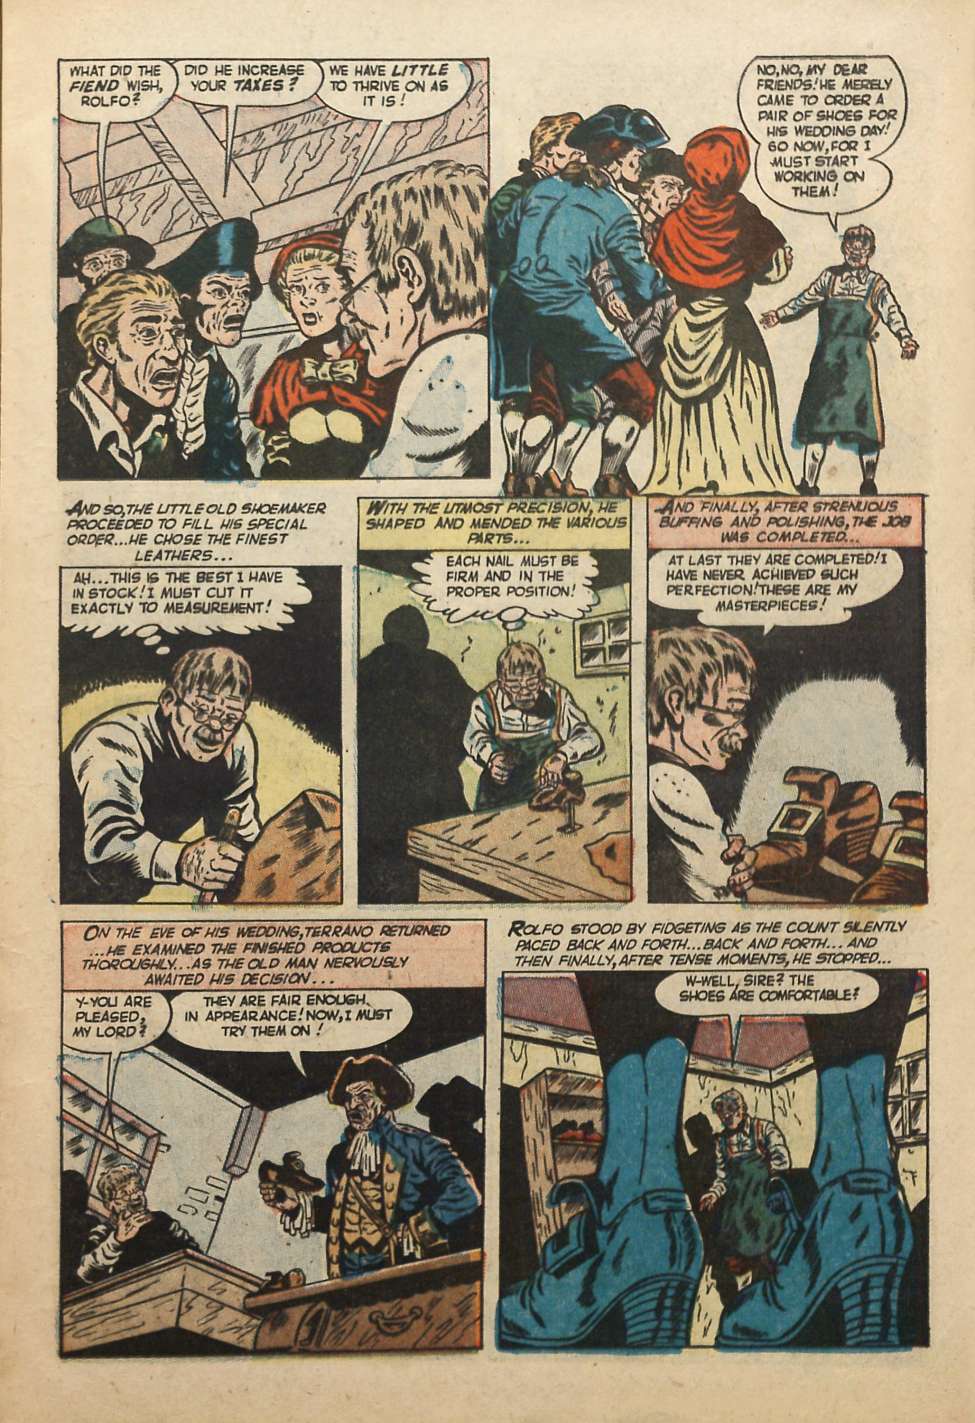 WHAT DID THE
FIEND WISH,
ROLFO?
DID HE INCREASE
YOUR TAXES?
WE HAVE LITTLE
TO THRIVE ON AS
IT IS!
NO, NO, MY DEAR
FRIENDS! HE MERELY
CAME TO ORDER A
PAIR OF SHOES FOR
HIS WEDDING DAY!
GO NOW, FOR I
MUST START
WORKING ON
THEM!
AND SO, THE LITTLE OLD SHOEMAKER
PROCEEDED TO FILL HIS SPECIAL
ORDER...HE CHOSE THE FINEST
LEATHERS...
AH...THIS IS THE BEST I HAVE
IN STOCK! I MUST CUT IT
EXACTLY TO MEASUREMENT!
WITH THE UTMOST PRECISION, HE
SHAPED AND MENDED THE VARIOUS
PARTS...
EACH NAIL MUST BE
FIRM AND IN THE
PROPER POSITION!
AND FINALLY, AFTER STRENUOUS
BUFFING AND POLISHING, THE JOB
WAS COMPLETED...
AT LAST THEY ARE COMPLETED! I
HAVE NEVER ACHIEVED SUCH
PERFECTION! THESE ARE MY
MASTERPIECES!
ON THE EVE OF HIS WEDDING, TERRANO RETURNED
...HE EXAMINED THE FINISHED PRODUCTS
THOROUGHLY...AS THE OLD MAN NERVOUSLY
AWAITED HIS DECISION...
Y-YOU ARE
PLEASED,
MY LORD?
THEY ARE FAIR ENOUGH
IN APPEARANCE! NOW, I MUST
TRY THEM ON!
ROLFO STOOD BY FIDGETING AS THE COUNT SILENTLY
PACED BACK AND FORTH...BACK AND FORTH...AND
THEN FINALLY, AFTER TENSE MOMENTS, HE STOPPED...
W-WELL, SIRE? THE
SHOES ARE COMFORTABLE?